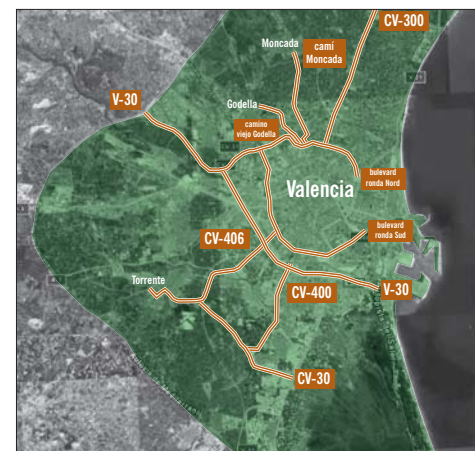 CV-300
Moncada
camí
Moncada
V-30
Godella
camino
viejo Godella
bulevard
ronda Nord
Valencia
bulevard
ronda Sud
CV-406
Torrente
CV-400
V-30
CV-30